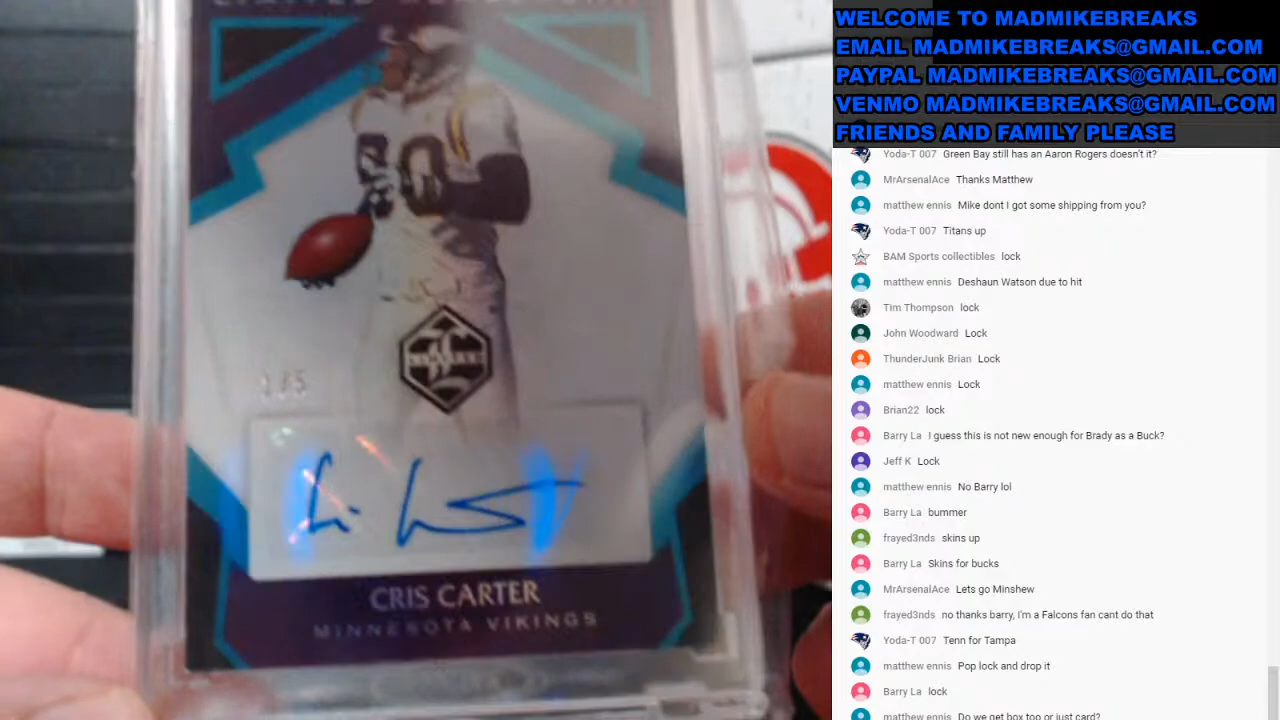 80
1/5
CRIS CARTER
MINNESOTA VIKINGS
WELCOME TO MADMIKEBREAKS
EMAIL MADMIKEBREAKS@GMAIL.COM
PAYPAL MADMIKEBREAKS@GMAIL.COM
VENMO MADMIKEBREAKS@GMAIL.COM
FRIENDS AND FAMILY PLEASE
Yoda-T 007 Green Bay still has an Aaron Rogers doesn't it?
MrArsenalAce Thanks Matthew
matthew ennis Mike dont I got some shipping from you?
Yoda-T 007 Titans up
BAM Sports collectibles lock
matthew ennis Deshaun Watson due to hit
Tim Thompson lock
John Woodward Lock
ThunderJunk Brian Lock
matthew ennis Lock
Brian22 lock
Barry La I guess this is not new enough for Brady as a Buck?
Jeff K Lock
matthew ennis No Barry lol
Barry La bummer
frayed3nds skins up
Barry La Skins for bucks
MrArsenalAce Lets go Minshew
frayed3nds no thanks barry, I'm a Falcons fan cant do that
Yoda-T 007 Tenn for Tampa
matthew ennis Pop lock and drop it
Barry La lock
matthew ennis Do we get box too or just card?